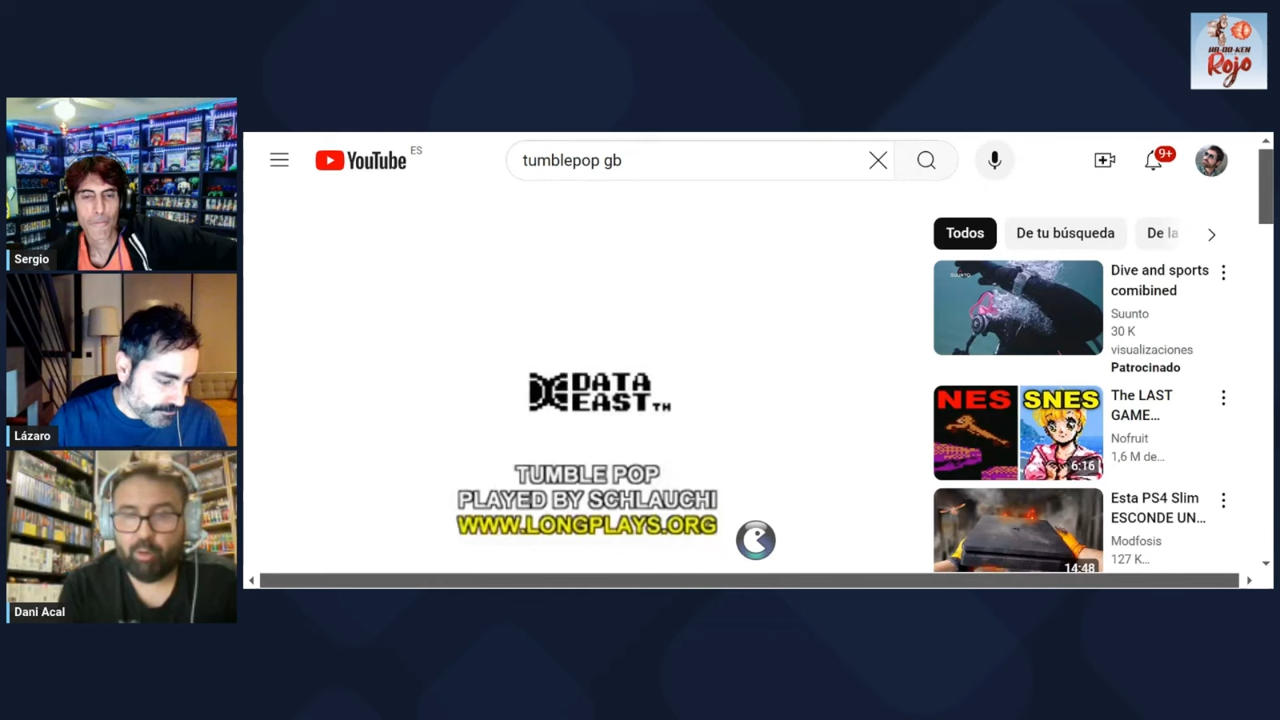 HA-DO-KEN
Rojo
Sergio
Lázaro
Dani Acal
YouTube ES
tumblepop gb
9+
Todos
De tu búsqueda
De la
DATA
EAST TM
TUMBLE POP
PLAYED BY SCHLAUCHI
WWW.LONGPLAYS.ORG
SUUNTO
Dive and sports
comibined
Suunto
30 K
visualizaciones
Patrocinado
NES SNES
6:16
The LAST
GAME...
Nofruit
1,6 M de...
14:48
Esta PS4 Slim
ESCONDE UN...
Modfosis
127 K...